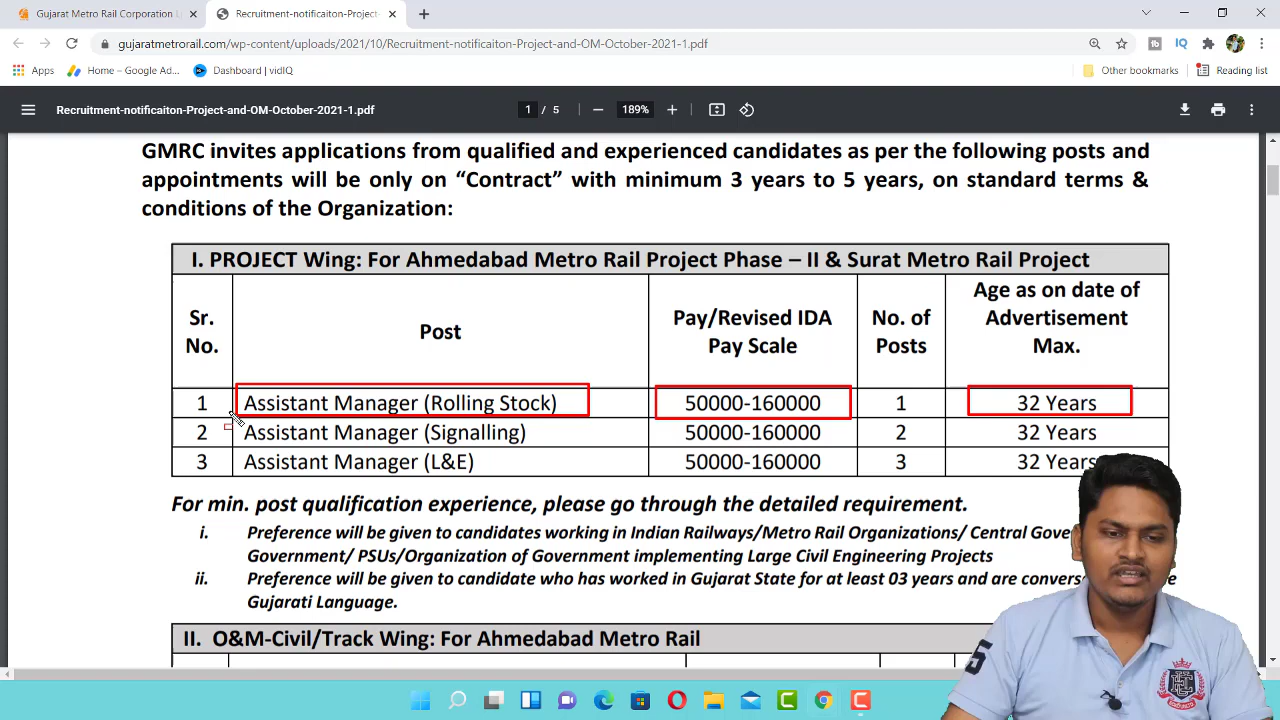 Gujarat Metro Rail Corporation
Recruitment-notificaiton-Project-
gujaratmetrorail.com/wp-content/uploads/2021/10/Recruitment-notificaiton-Project-and-OM-October-2021-1.pdf
Apps
Home – Google Ad...
Dashboard | vidIQ
Other bookmarks
Reading list
Recruitment-notificaiton-Project-and-OM-October-2021-1.pdf
1 / 5
189%
GMRC invites applications from qualified and experienced candidates as per the following posts and
appointments will be only on “Contract” with minimum 3 years to 5 years, on standard terms &
conditions of the Organization:
I. PROJECT Wing: For Ahmedabad Metro Rail Project Phase – II & Surat Metro Rail Project
Sr. No.
Post
Pay/Revised IDA Pay Scale
No. of Posts
Age as on date of Advertisement Max.
1 Assistant Manager (Rolling Stock) 50000-160000 1 32 Years
2 Assistant Manager (Signalling) 50000-160000 2 32 Years
3 Assistant Manager (L&E) 50000-160000 3 32 Years
For min. post qualification experience, please go through the detailed requirement.
i. Preference will be given to candidates working in Indian Railways/Metro Rail Organizations/ Central
Government/ PSUs/Organization of Government implementing Large Civil Engineering Projects
ii. Preference will be given to candidate who has worked in Gujarat State for at least 03 years and are
Gujarati Language.
II. O&M-Civil/Track Wing: For Ahmedabad Metro Rail